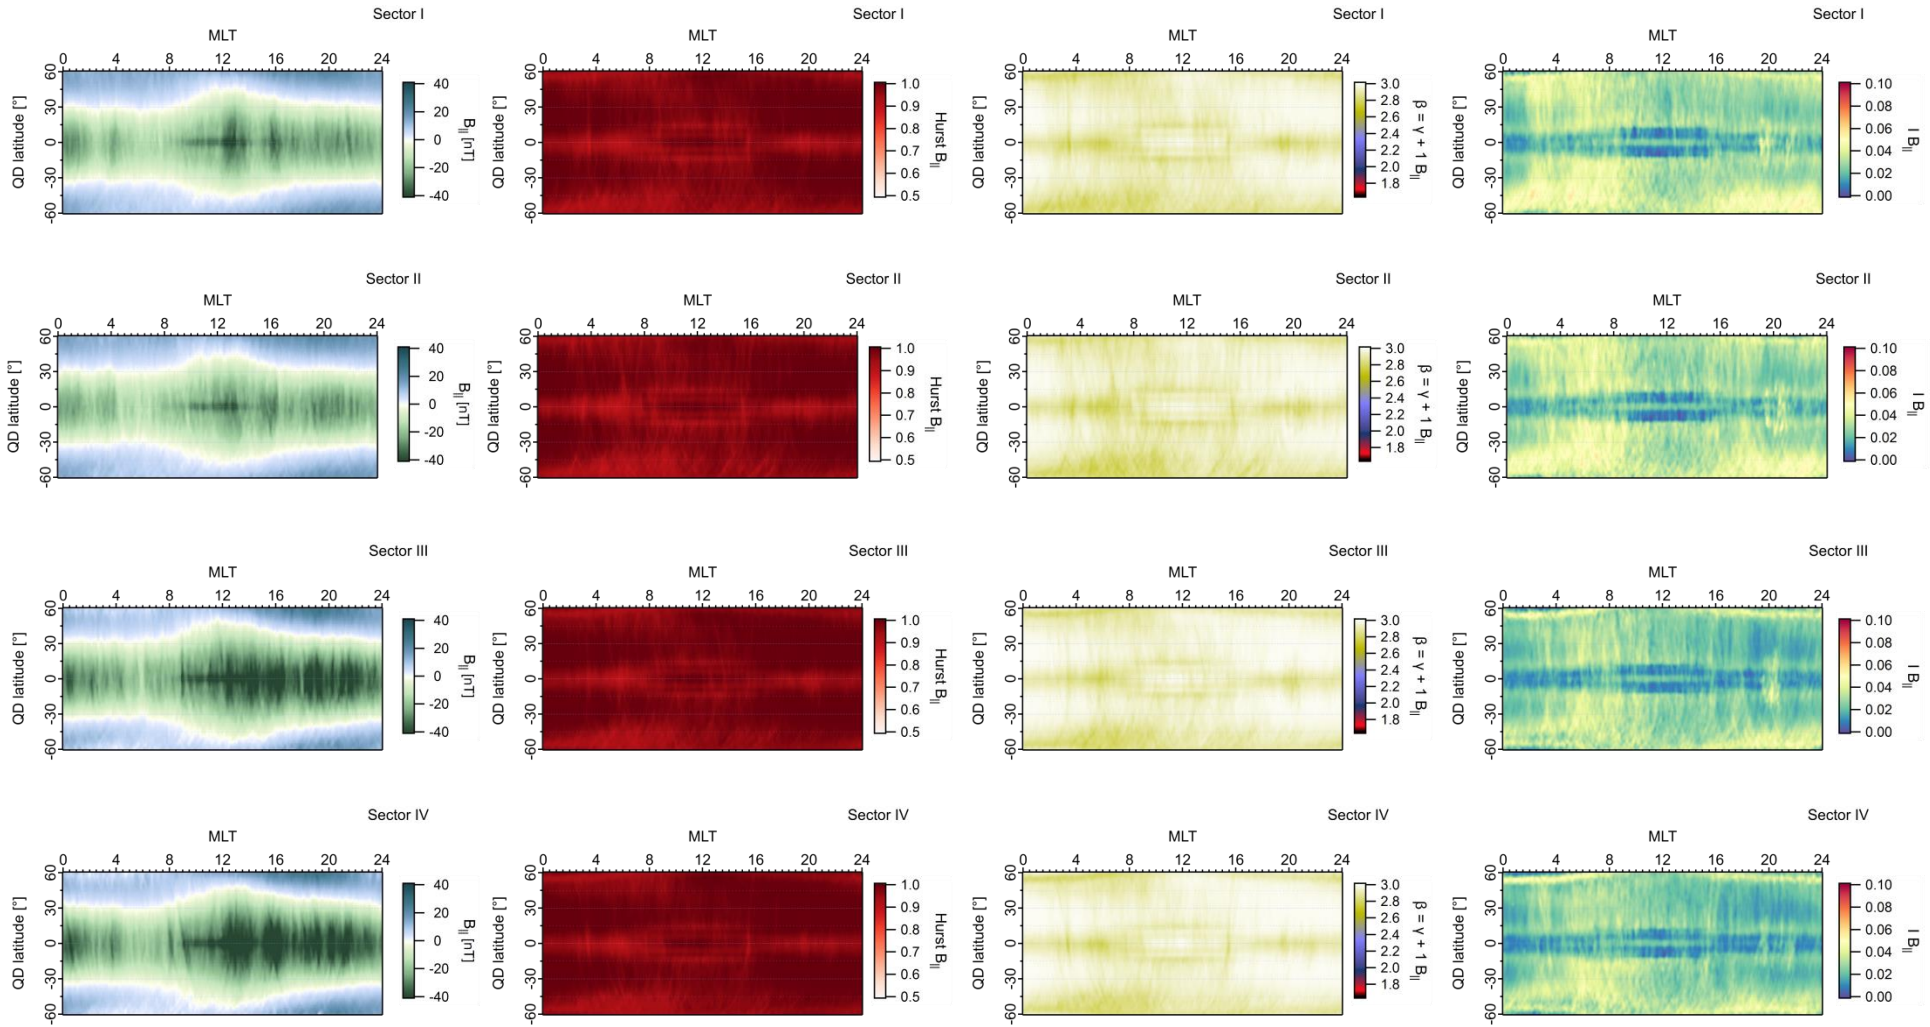 Sector I
MLT
0 4 8 12 16 20 24
QD latitude [°]
60
30
0
-30
-60
40
20
0
-20
-40
B|| [nT]
Sector I
MLT
0 4 8 12 16 20 24
QD latitude [°]
60
30
0
-30
-60
1.0
0.9
0.8
0.7
0.6
0.5
Hurst B||
Sector I
MLT
0 4 8 12 16 20 24
QD latitude [°]
60
30
0
-30
-60
3.0
2.8
2.6
2.4
2.2
2.0
1.8
β = γ + 1 B||
Sector I
MLT
0 4 8 12 16 20 24
QD latitude [°]
60
30
0
-30
-60
0.10
0.08
0.06
0.04
0.02
0.00
I B||
Sector II
MLT
0 4 8 12 16 20 24
QD latitude [°]
60
30
0
-30
-60
40
20
0
-20
-40
B|| [nT]
Sector II
MLT
0 4 8 12 16 20 24
QD latitude [°]
60
30
0
-30
-60
1.0
0.9
0.8
0.7
0.6
0.5
Hurst B||
Sector II
MLT
0 4 8 12 16 20 24
QD latitude [°]
60
30
0
-30
-60
3.0
2.8
2.6
2.4
2.2
2.0
1.8
β = γ + 1 B||
Sector II
MLT
0 4 8 12 16 20 24
QD latitude [°]
60
30
0
-30
-60
0.10
0.08
0.06
0.04
0.02
0.00
I B||
Sector III
MLT
0 4 8 12 16 20 24
QD latitude [°]
60
30
0
-30
-60
40
20
0
-20
-40
B|| [nT]
Sector III
MLT
0 4 8 12 16 20 24
QD latitude [°]
60
30
0
-30
-60
1.0
0.9
0.8
0.7
0.6
0.5
Hurst B||
Sector III
MLT
0 4 8 12 16 20 24
QD latitude [°]
60
30
0
-30
-60
3.0
2.8
2.6
2.4
2.2
2.0
1.8
β = γ + 1 B||
Sector III
MLT
0 4 8 12 16 20 24
QD latitude [°]
60
30
0
-30
-60
0.10
0.08
0.06
0.04
0.02
0.00
I B||
Sector IV
MLT
0 4 8 12 16 20 24
QD latitude [°]
60
30
0
-30
-60
40
20
0
-20
-40
B|| [nT]
Sector IV
MLT
0 4 8 12 16 20 24
QD latitude [°]
60
30
0
-30
-60
1.0
0.9
0.8
0.7
0.6
0.5
Hurst B||
Sector IV
MLT
0 4 8 12 16 20 24
QD latitude [°]
60
30
0
-30
-60
3.0
2.8
2.6
2.4
2.2
2.0
1.8
β = γ + 1 B||
Sector IV
MLT
0 4 8 12 16 20 24
QD latitude [°]
60
30
0
-30
-60
0.10
0.08
0.06
0.04
0.02
0.00
I B||